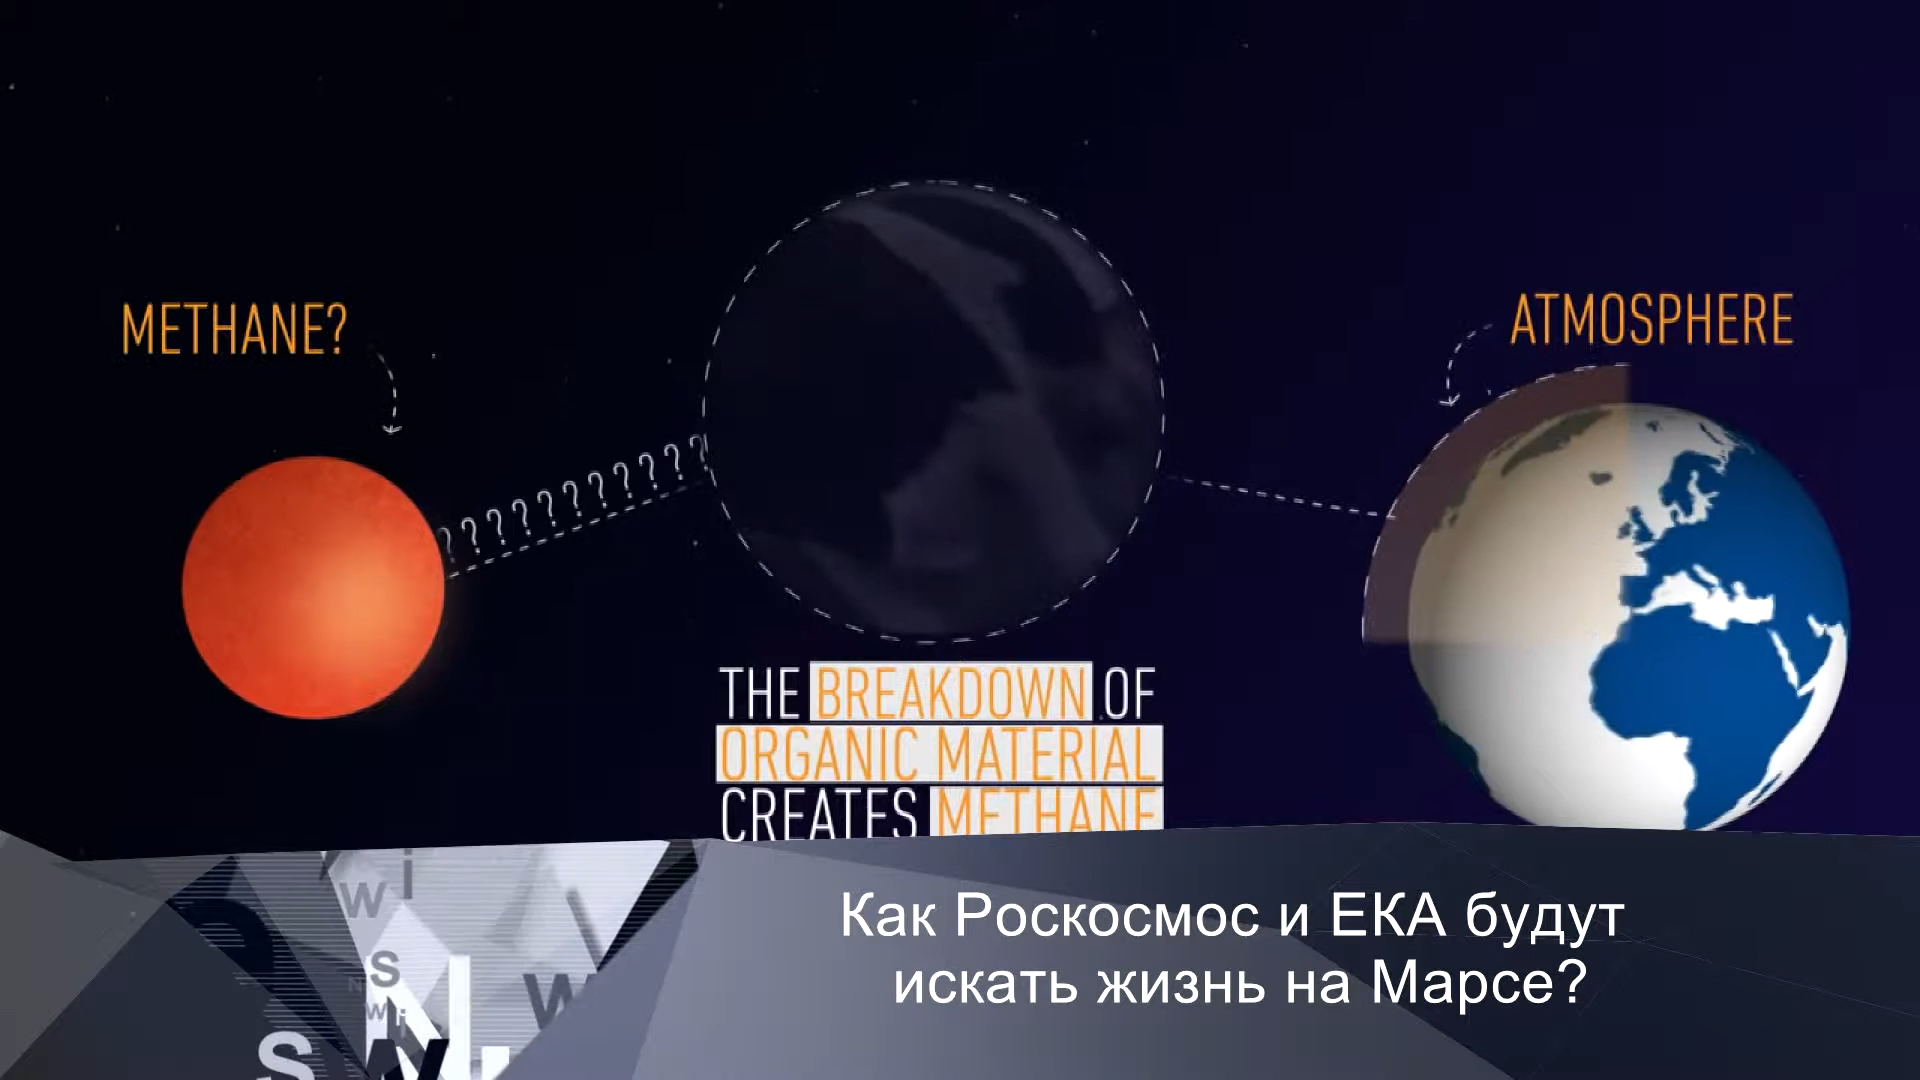 METHANE?
ATMOSPHERE
??????????
THE BREAKDOWN OF
ORGANIC MATERIAL
CREATES METHANE
Как Роскосмос и ЕКА будут
искать жизнь на Марсе?
w i
S
N
w
W
S N